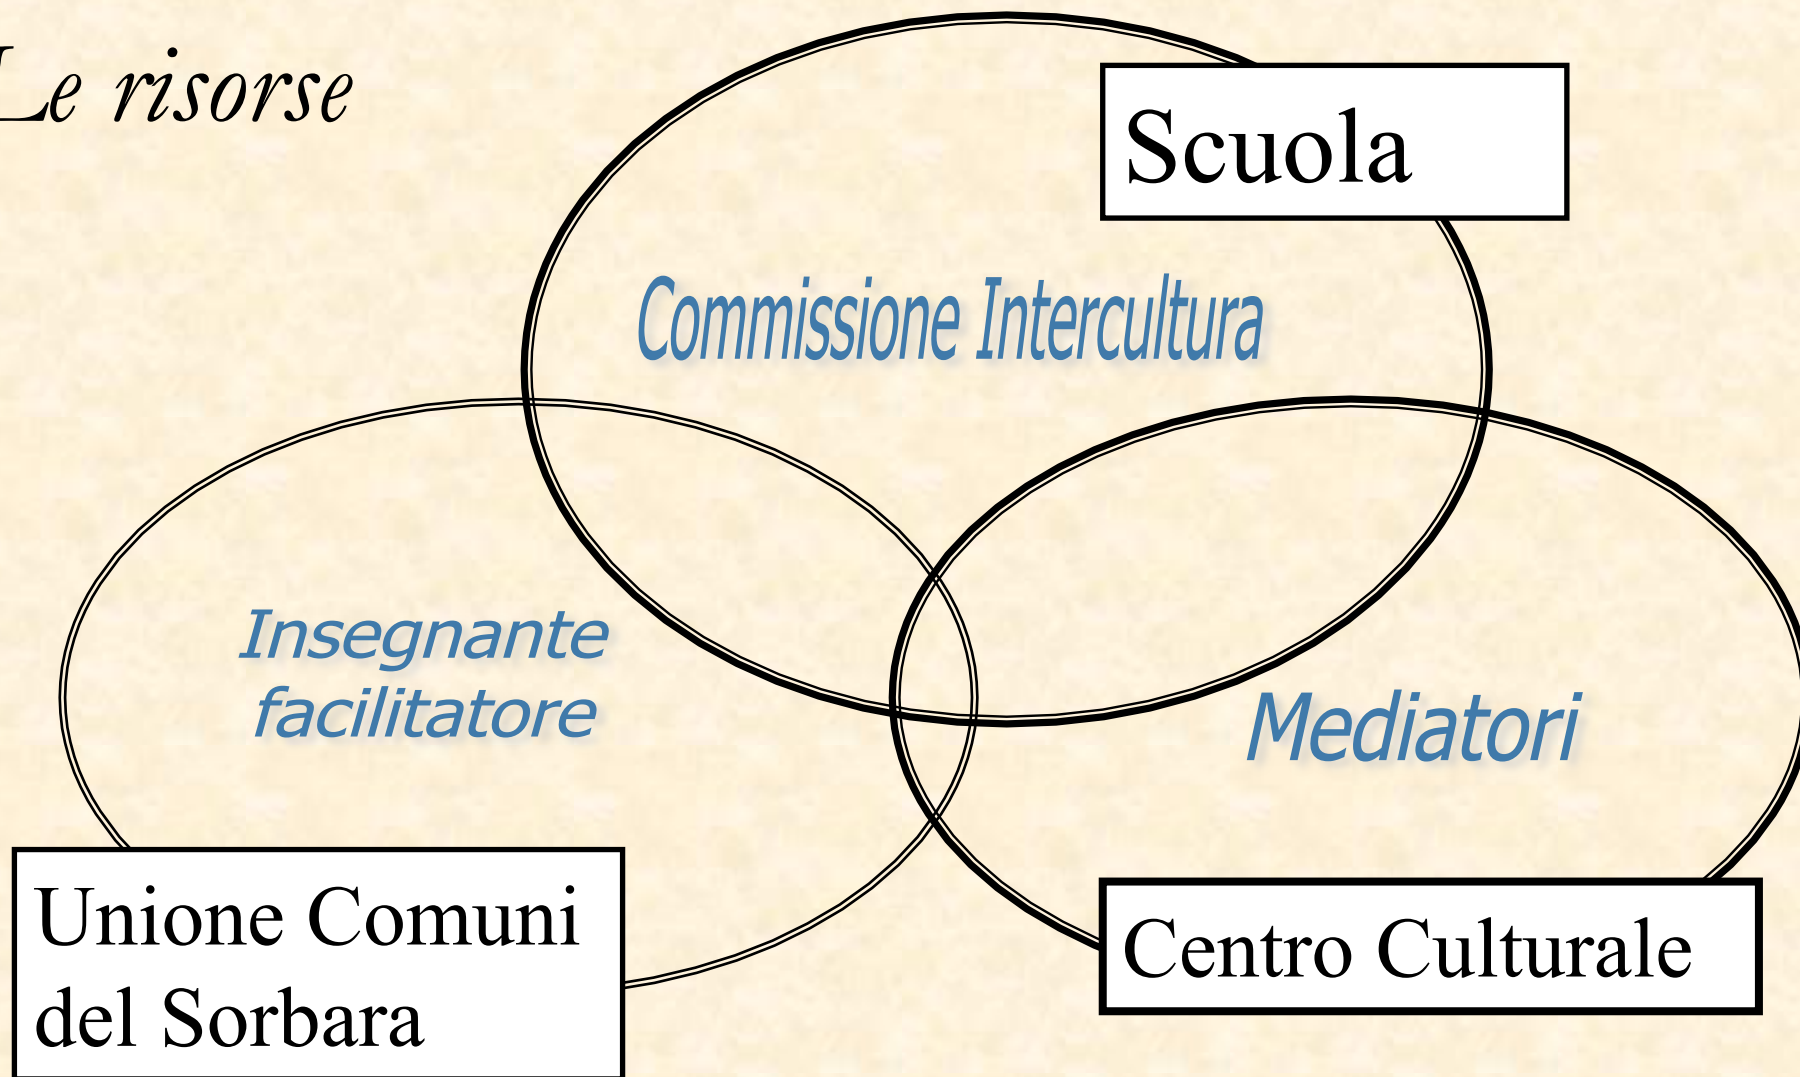 Le risorse
Scuola
Commissione Intercultura
Insegnante
facilitatore
Mediatori
Unione Comuni
del Sorbara
Centro Culturale